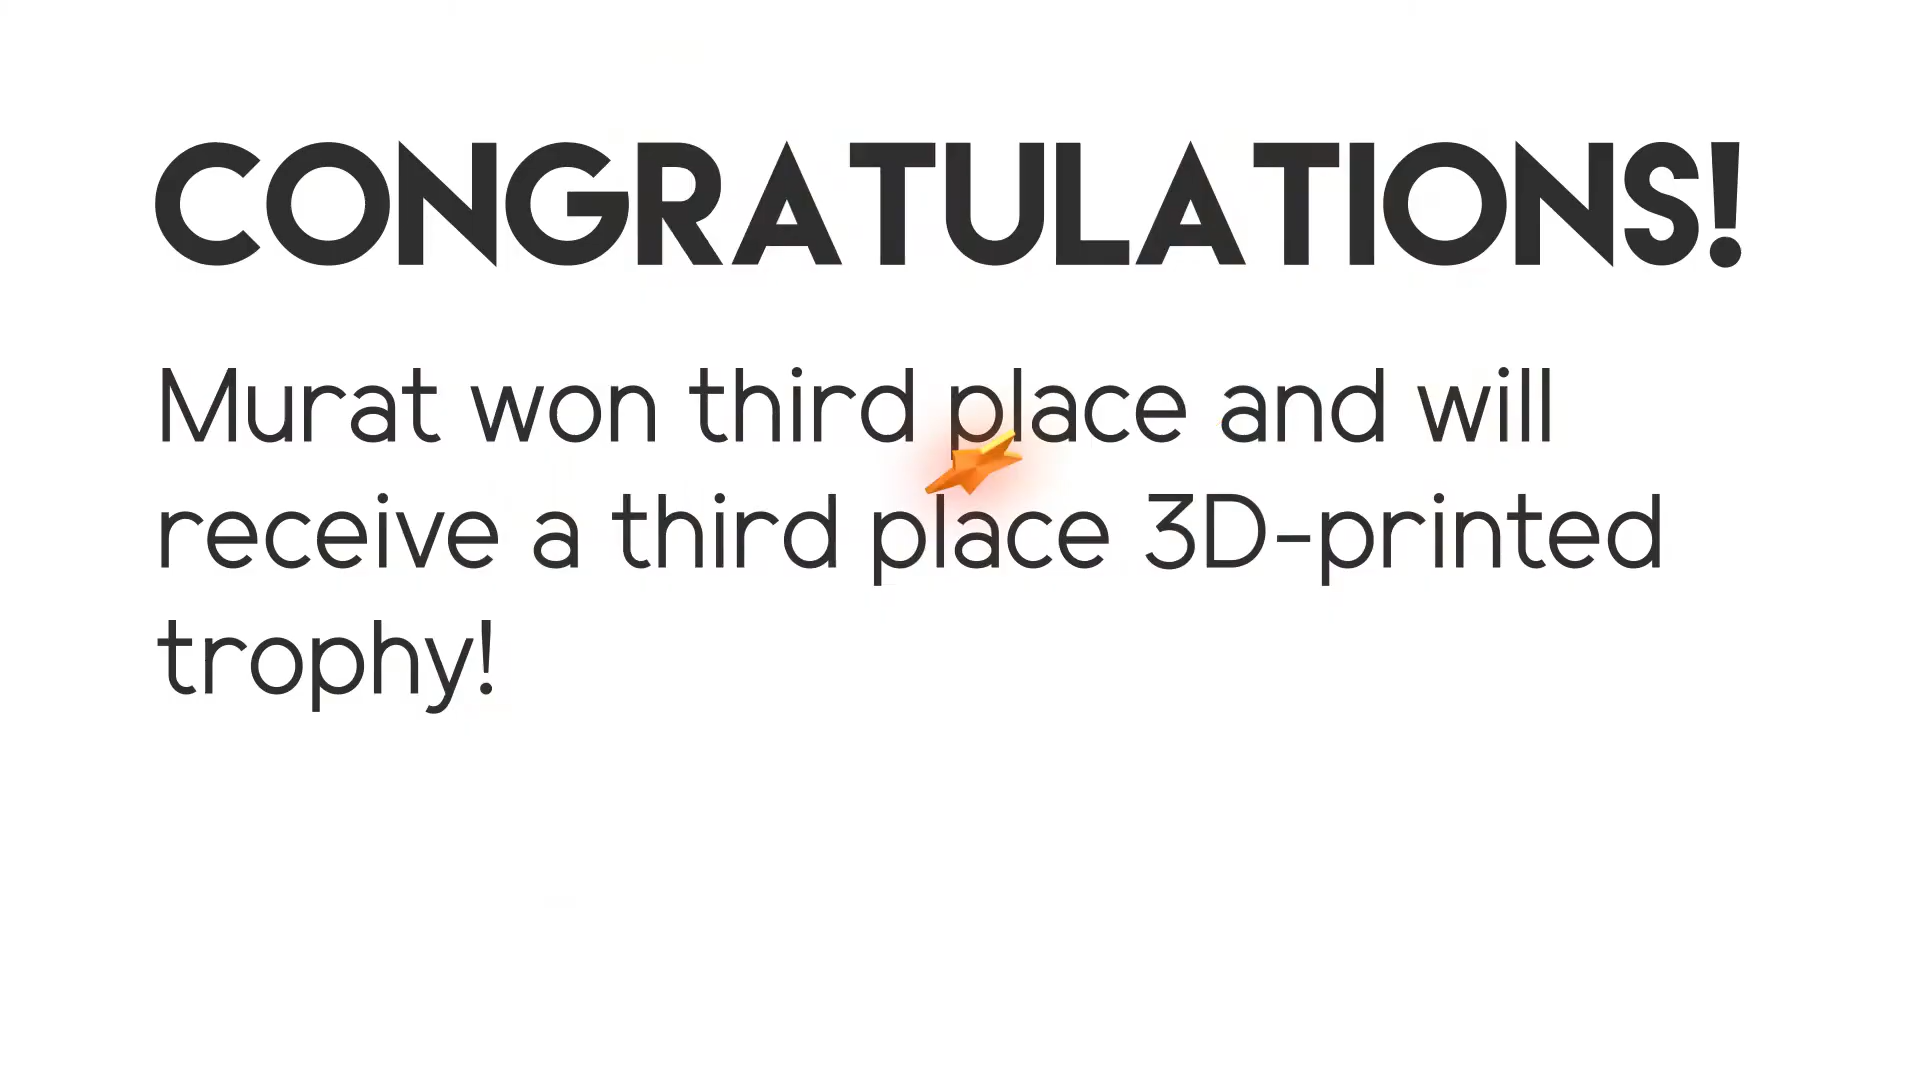 CONGRATULATIONS!
Murat won third place and will
receive a third place 3D-printed
trophy!